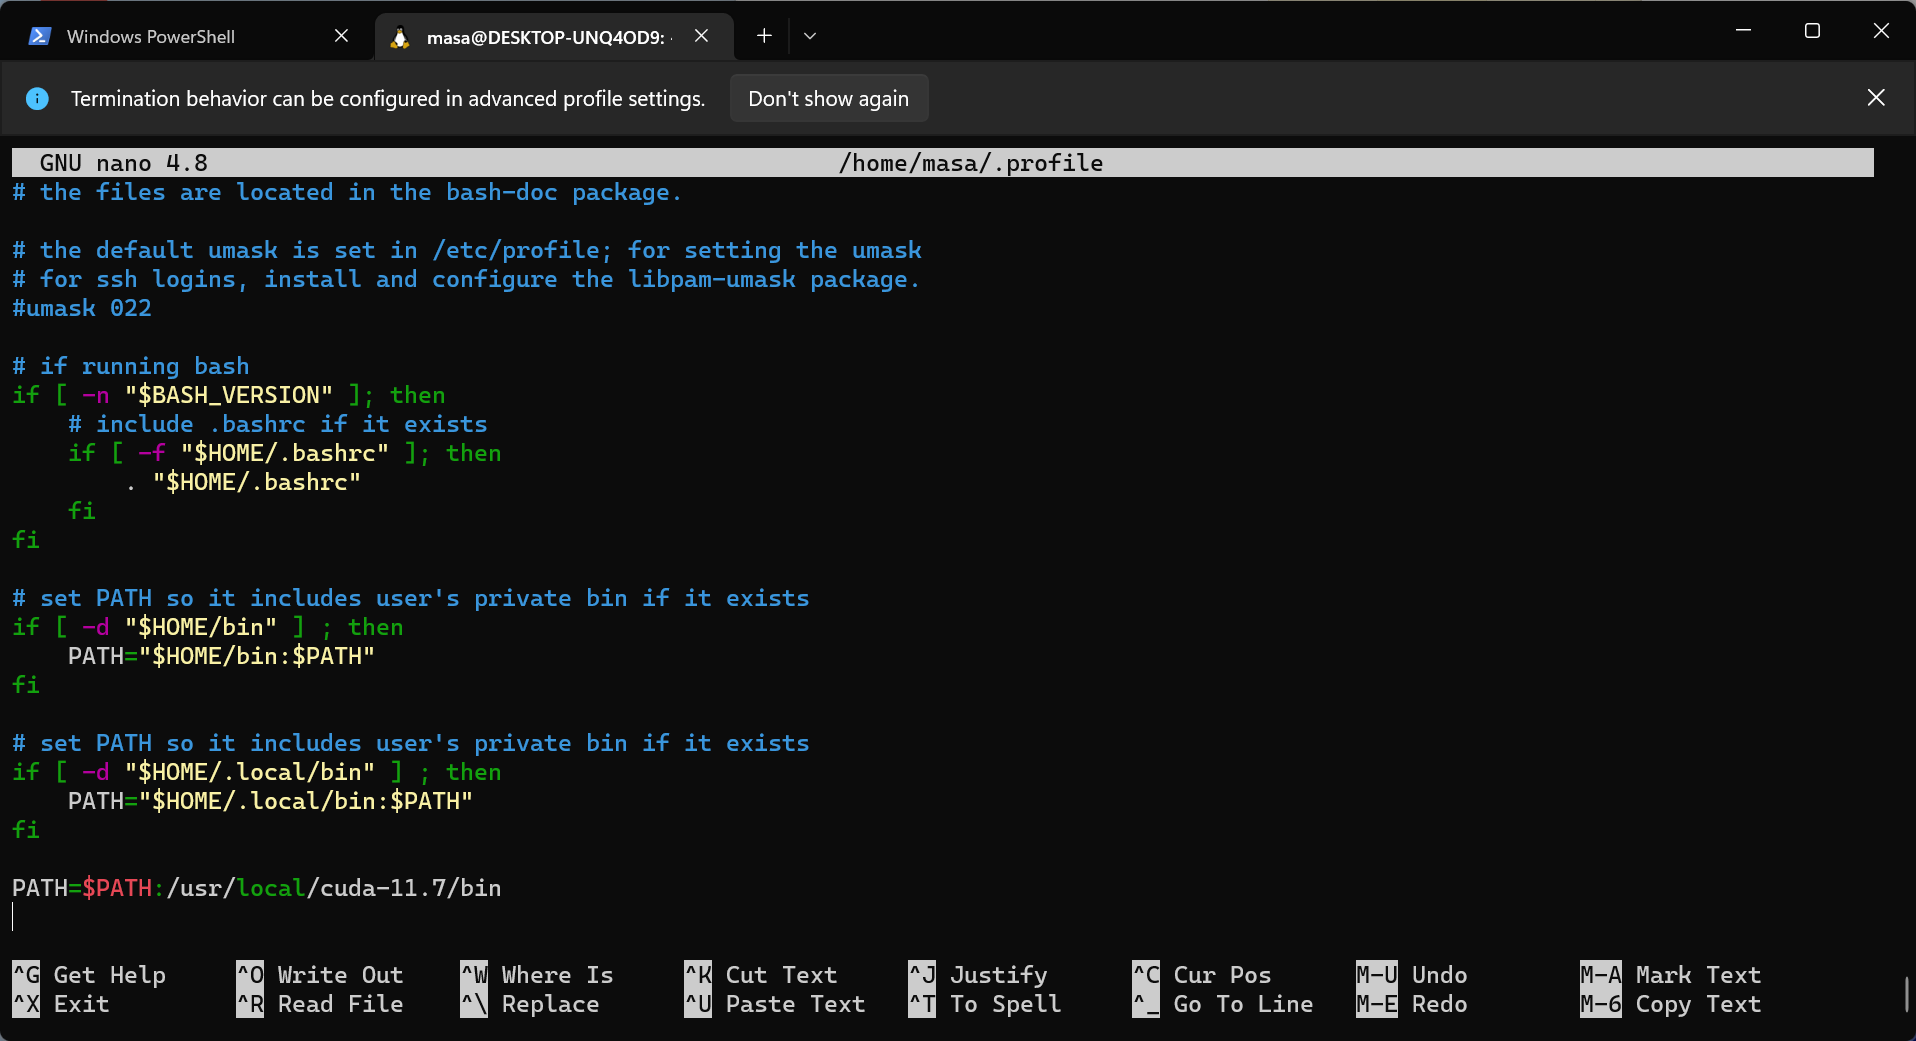 Windows PowerShell
masa@DESKTOP-UNQ4OD9:
Termination behavior can be configured in advanced profile settings. Don't show again
GNU nano 4.8 /home/masa/.profile
# the files are located in the bash-doc package.
# the default umask is set in /etc/profile; for setting the umask
# for ssh logins, install and configure the libpam-umask package.
#umask 022
# if running bash
if [ -n "$BASH_VERSION" ]; then
    # include .bashrc if it exists
    if [ -f "$HOME/.bashrc" ]; then
        . "$HOME/.bashrc"
    fi
fi
# set PATH so it includes user's private bin if it exists
if [ -d "$HOME/bin" ] ; then
    PATH="$HOME/bin:$PATH"
fi
# set PATH so it includes user's private bin if it exists
if [ -d "$HOME/.local/bin" ] ; then
    PATH="$HOME/.local/bin:$PATH"
fi
PATH=$PATH:/usr/local/cuda-11.7/bin
^G Get Help ^O Write Out ^W Where Is ^K Cut Text ^J Justify ^C Cur Pos M-U Undo M-A Mark Text
^X Exit ^R Read File ^\ Replace ^U Paste Text ^T To Spell ^_ Go To Line M-E Redo M-6 Copy Text